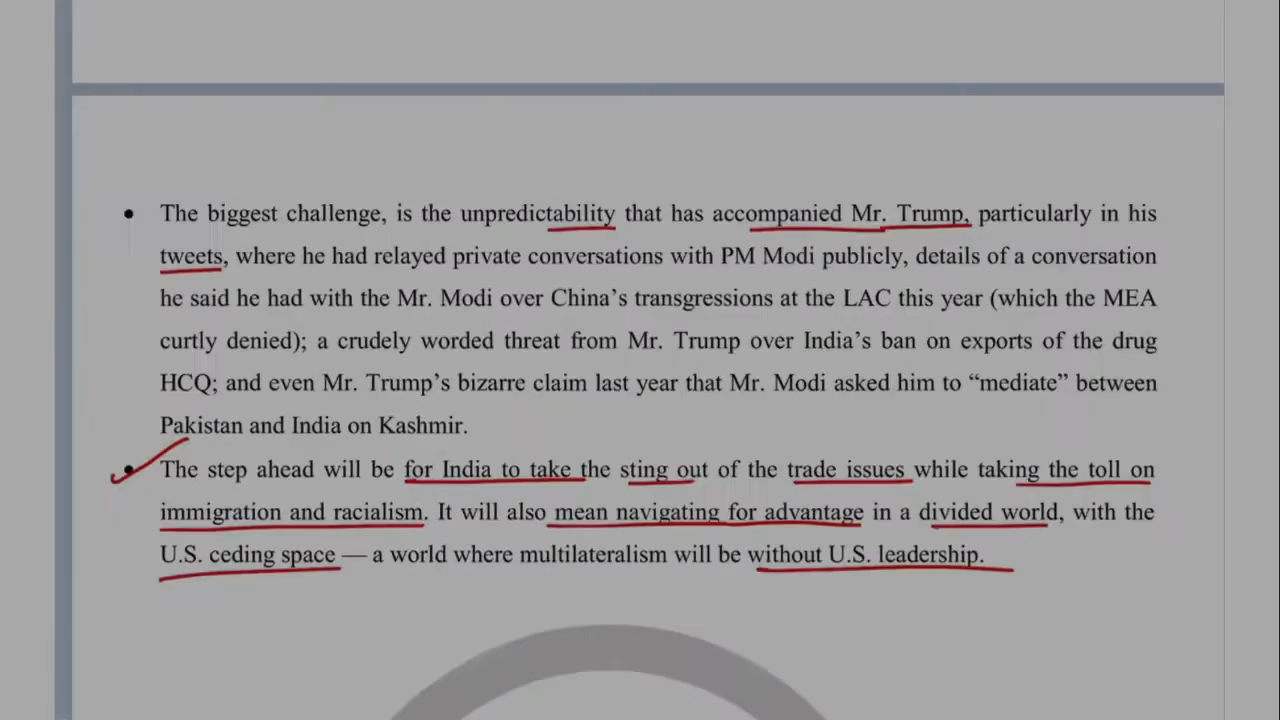 • The biggest challenge, is the unpredictability that has accompanied Mr. Trump, particularly in his
tweets, where he had relayed private conversations with PM Modi publicly, details of a conversation
he said he had with the Mr. Modi over China’s transgressions at the LAC this year (which the MEA
curtly denied); a crudely worded threat from Mr. Trump over India’s ban on exports of the drug
HCQ; and even Mr. Trump’s bizarre claim last year that Mr. Modi asked him to “mediate” between
Pakistan and India on Kashmir.
• The step ahead will be for India to take the sting out of the trade issues while taking the toll on
immigration and racialism. It will also mean navigating for advantage in a divided world, with the
U.S. ceding space — a world where multilateralism will be without U.S. leadership.